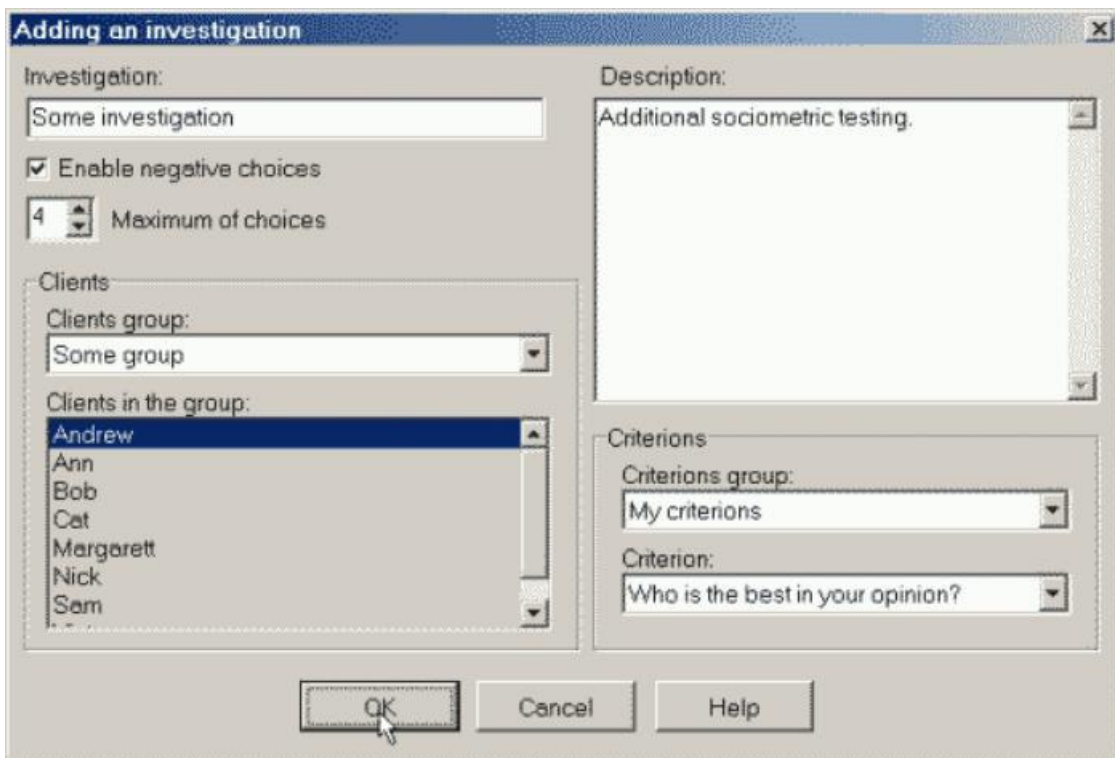 Adding an investigation
Investigation:
Some investigation
Enable negative choices
4 Maximum of choices
Clients
Clients group:
Some group
Clients in the group:
Andrew
Ann
Bob
Cat
Margarett
Nick
Sam
Description:
Additional sociometric testing.
Criterions
Criterions group:
My criterions
Criterion:
Who is the best in your opinion?
OK
Cancel
Help